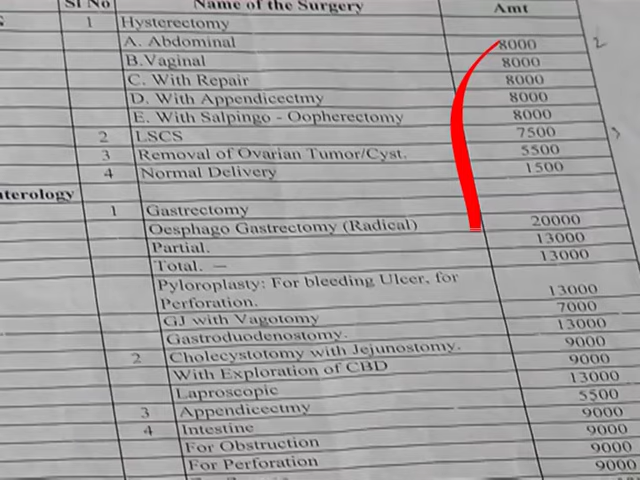 Sl No Name of the Surgery Amt
1 Hysterectomy
A. Abdominal 8000
B.Vaginal 8000
C. With Repair 8000
D. With Appendicectmy 8000
E. With Salpingo - Oopherectomy 8000
2 LSCS 7500
3 Removal of Ovarian Tumor/Cyst. 5500
4 Normal Delivery 1500
nterology
1 Gastrectomy
Oesphago Gastrectomy (Radical) 20000
Partial. 13000
Total. — 13000
Pyloroplasty: For bleeding Ulcer, for 13000
Perforation. 7000
GJ with Vagotomy 13000
Gastroduodenostomy. 9000
2 Cholecystotomy with Jejunostomy. 9000
With Exploration of CBD 13000
Laproscopic 5500
3 Appendicectmy 9000
4 Intestine 9000
For Obstruction 9000
For Perforation 9000